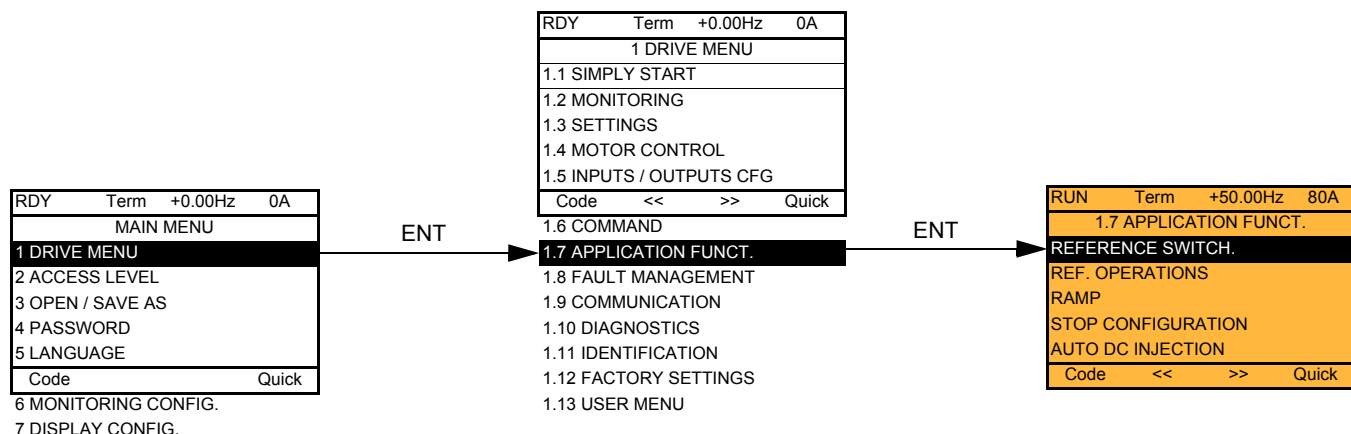 RDY Term +0.00Hz 0A
MAIN MENU
1 DRIVE MENU
2 ACCESS LEVEL
3 OPEN / SAVE AS
4 PASSWORD
5 LANGUAGE
Code Quick
6 MONITORING CONFIG.
7 DISPLAY CONFIG.
ENT
RDY Term +0.00Hz 0A
1 DRIVE MENU
1.1 SIMPLY START
1.2 MONITORING
1.3 SETTINGS
1.4 MOTOR CONTROL
1.5 INPUTS / OUTPUTS CFG
Code << >> Quick
1.6 COMMAND
1.7 APPLICATION FUNCT.
1.8 FAULT MANAGEMENT
1.9 COMMUNICATION
1.10 DIAGNOSTICS
1.11 IDENTIFICATION
1.12 FACTORY SETTINGS
1.13 USER MENU
ENT
RUN Term +50.00Hz 80A
1.7 APPLICATION FUNCT.
REFERENCE SWITCH.
REF. OPERATIONS
RAMP
STOP CONFIGURATION
AUTO DC INJECTION
Code << >> Quick